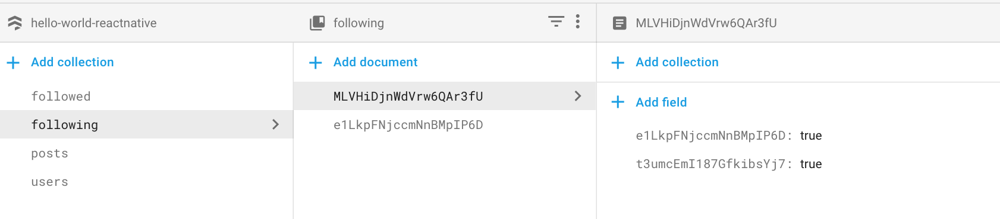 hello-world-reactnative
following
MLVHiDjnWdVrw6QAr3fU
Add collection
Add document
Add collection
followed
MLVHiDjnWdVrw6QAr3fU
Add field
following
e1LkpFNjccmNnBMpIP6D
e1LkpFNjccmNnBMpIP6D: true
posts
t3umcEmI187GfkibsYj7: true
users